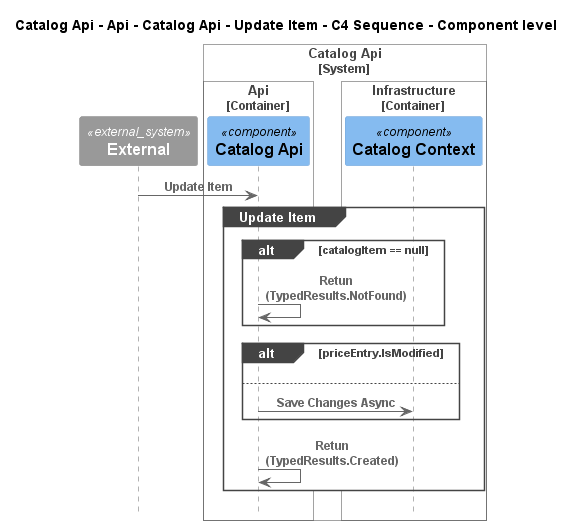 Catalog Api - Api - Catalog Api - Update Item - C4 Sequence - Component level
Catalog Api
[System]
Api
[Container]
Infrastructure
[Container]
«external_system»
External
«component»
Catalog Api
«component»
Catalog Context
Update Item
Update Item
alt
[catalogItem == null]
Retun
(TypedResults.NotFound)
alt
[priceEntry.IsModified]
Save Changes Async
Retun
(TypedResults.Created)